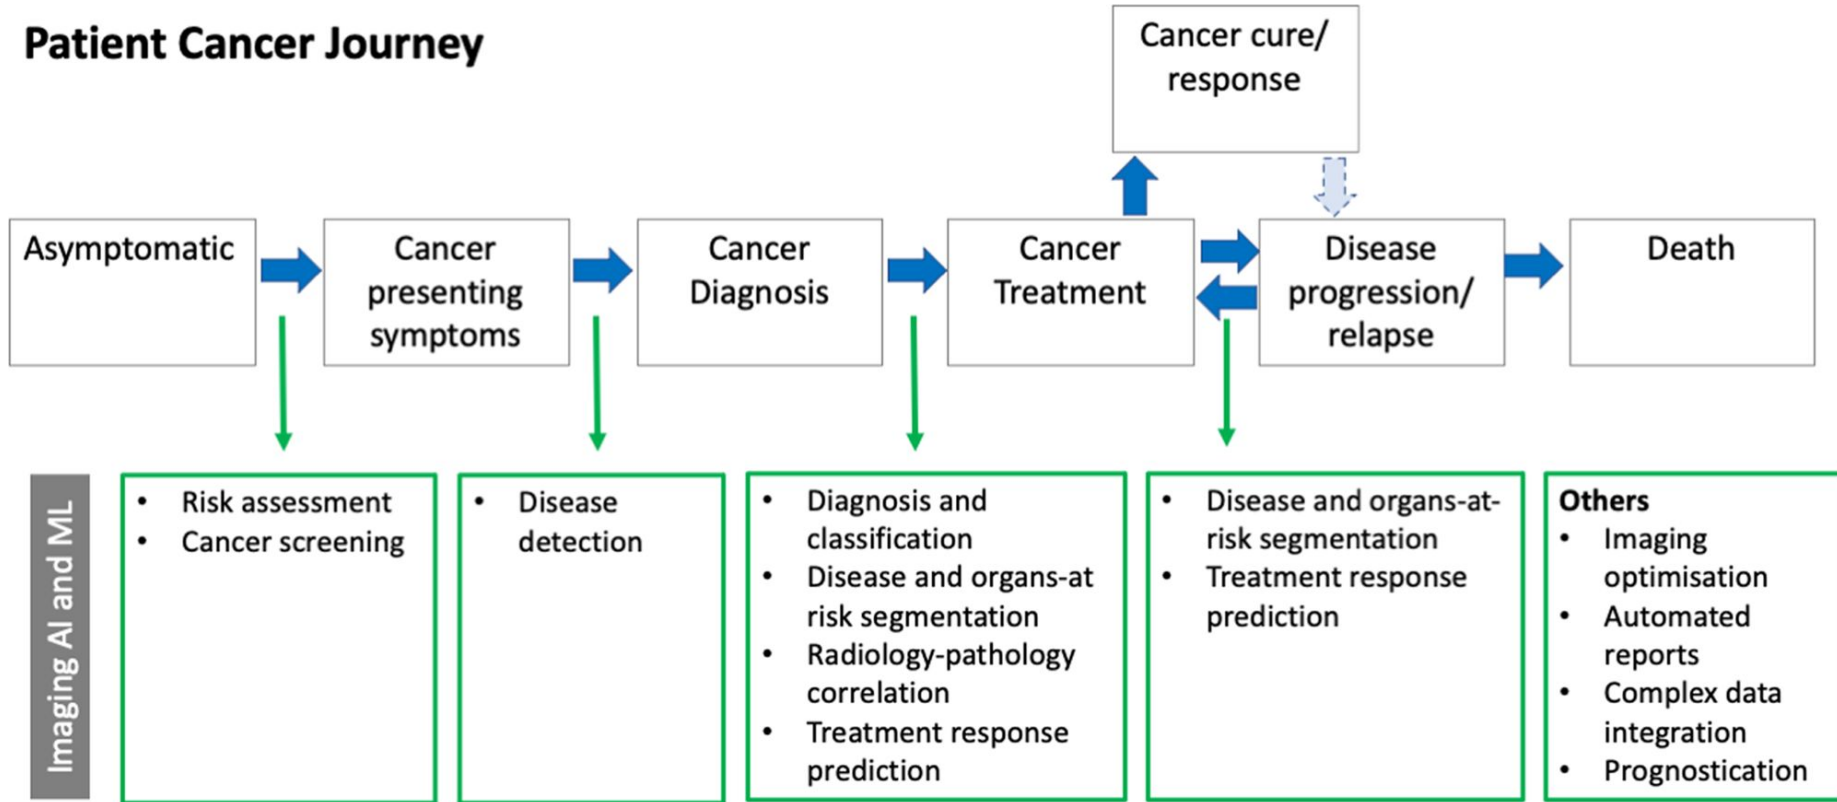 Patient Cancer Journey
Cancer cure/
response
Asymptomatic
Cancer
presenting
symptoms
Cancer
Diagnosis
Cancer
Treatment
Disease
progression/
relapse
Death
Imaging AI and ML
• Risk assessment
• Cancer screening
• Disease
detection
• Diagnosis and
classification
• Disease and organs-at
risk segmentation
• Radiology-pathology
correlation
• Treatment response
prediction
• Disease and organs-at-
risk segmentation
• Treatment response
prediction
Others
• Imaging
optimisation
• Automated
reports
• Complex data
integration
• Prognostication